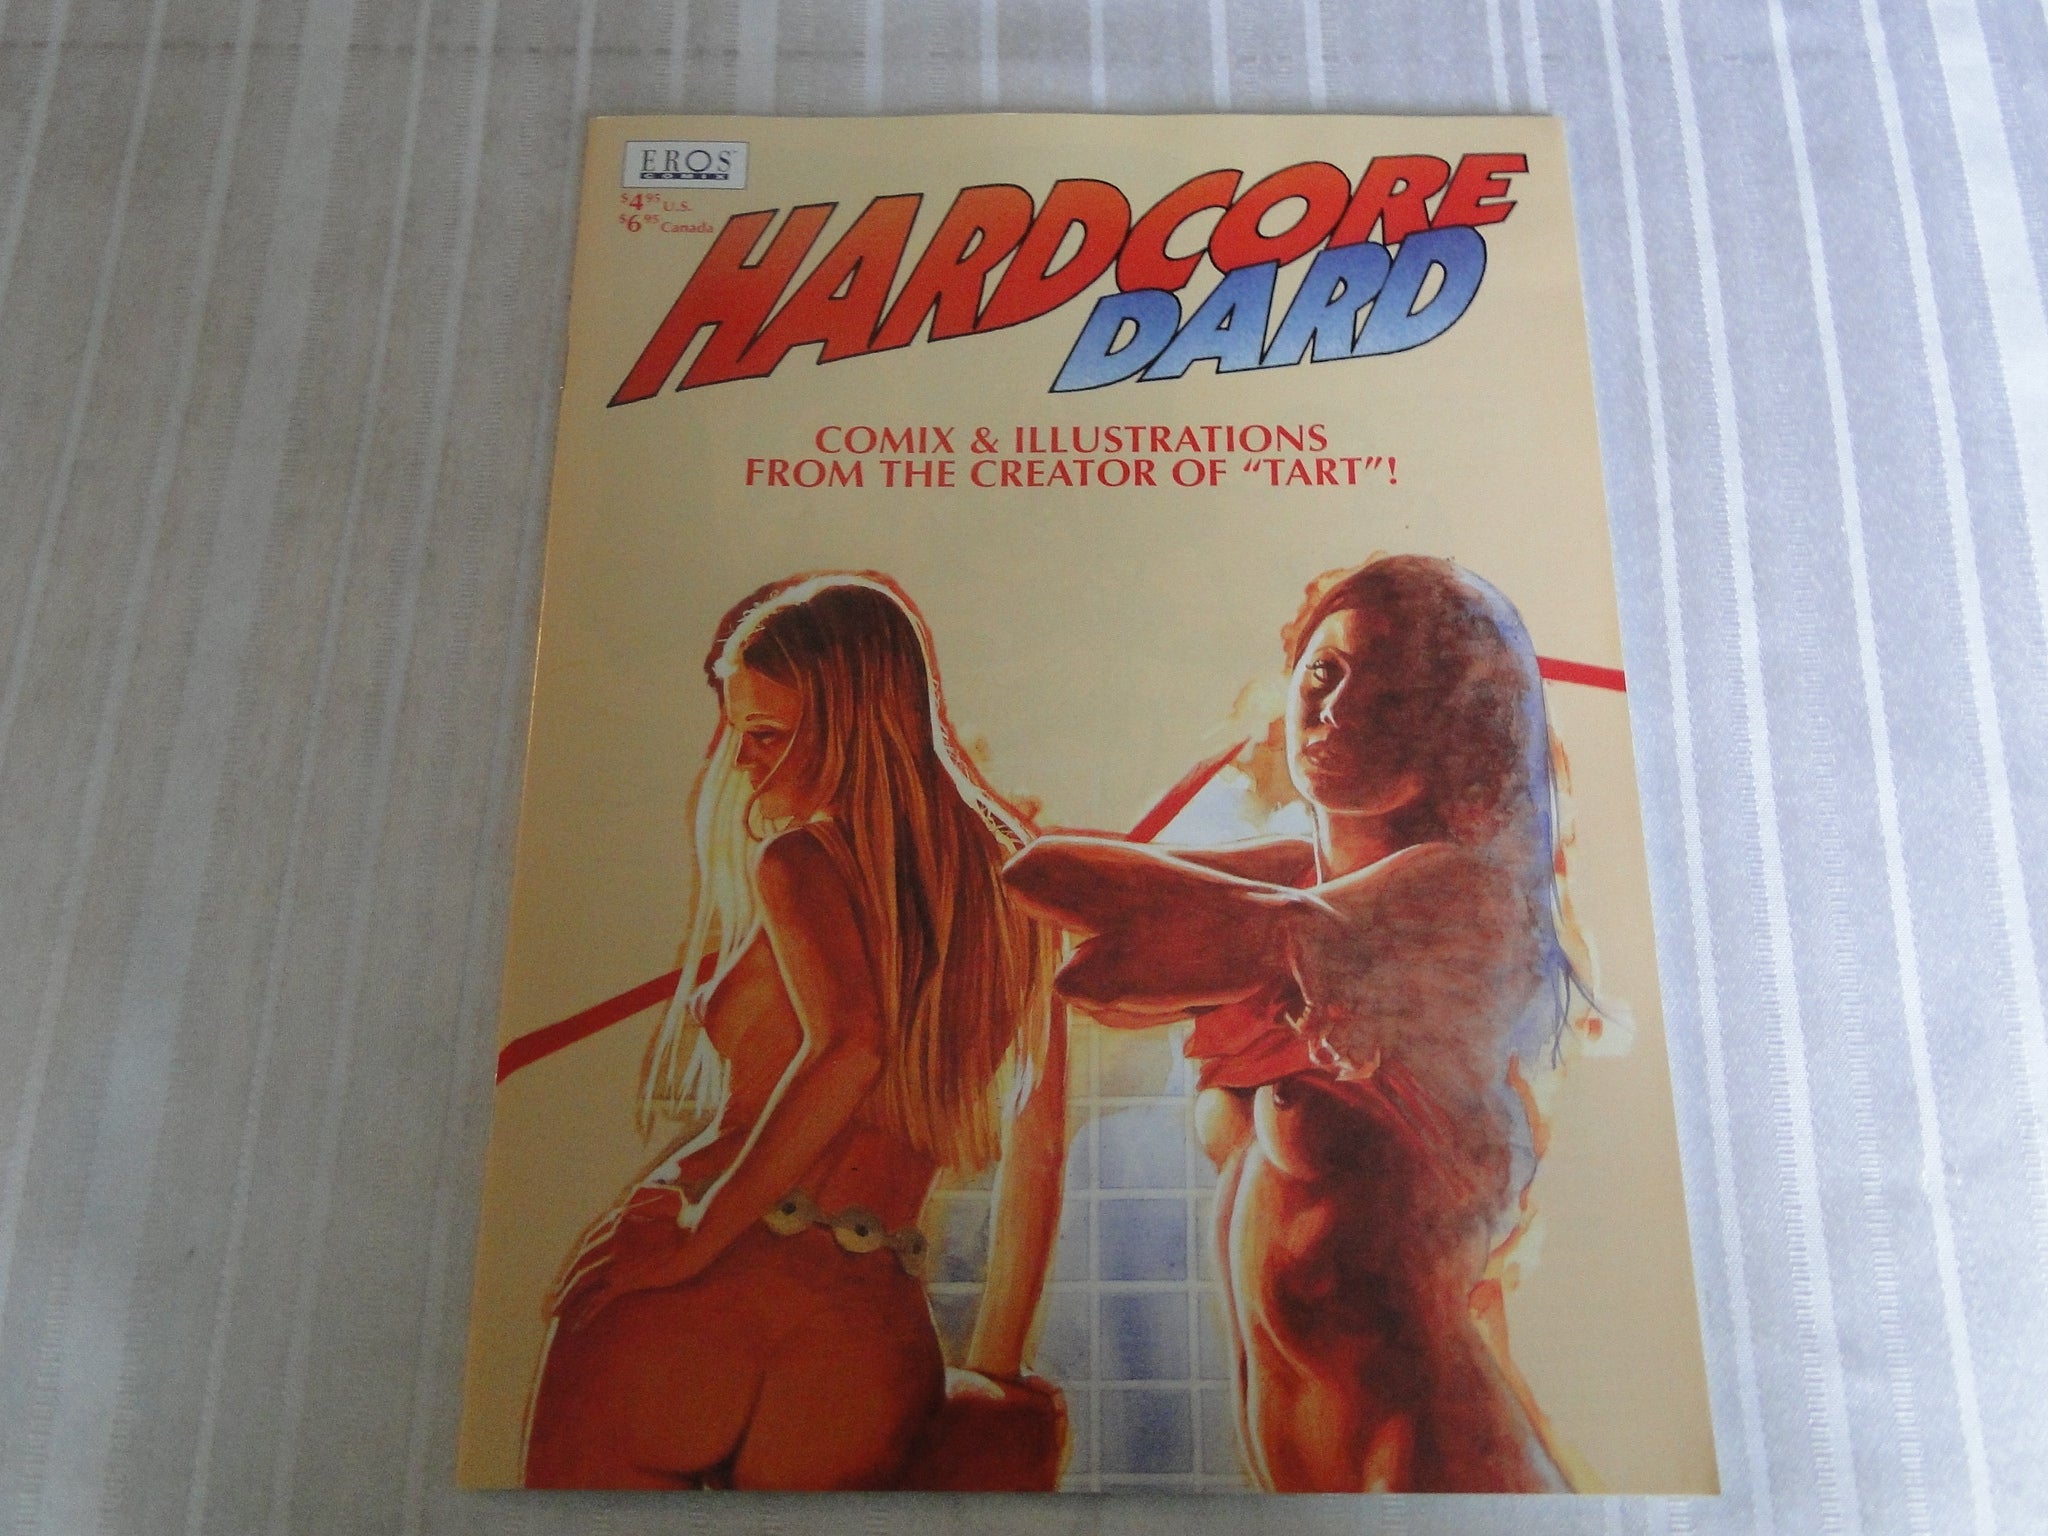 EROS
COMIX
$4.95 U.S.
$6.95 Canada
HARDCORE
DARD
COMIX & ILLUSTRATIONS
FROM THE CREATOR OF "TART"!